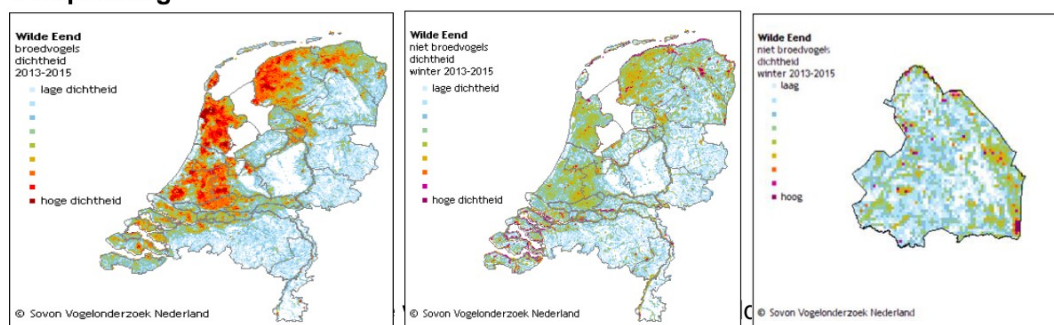 Wilde Eend
broedvogels
dichtheid
2013-2015
lage dichtheid
hoge dichtheid
© Sovon Vogelonderzoek Nederland
Wilde Eend
niet broedvogels
dichtheid
winter 2013-2015
lage dichtheid
hoge dichtheid
© Sovon Vogelonderzoek Nederland
Wilde Eend
niet broedvogels
dichtheid
winter 2013-2015
laag
hoog
© Sovon Vogelonderzoek Nederland